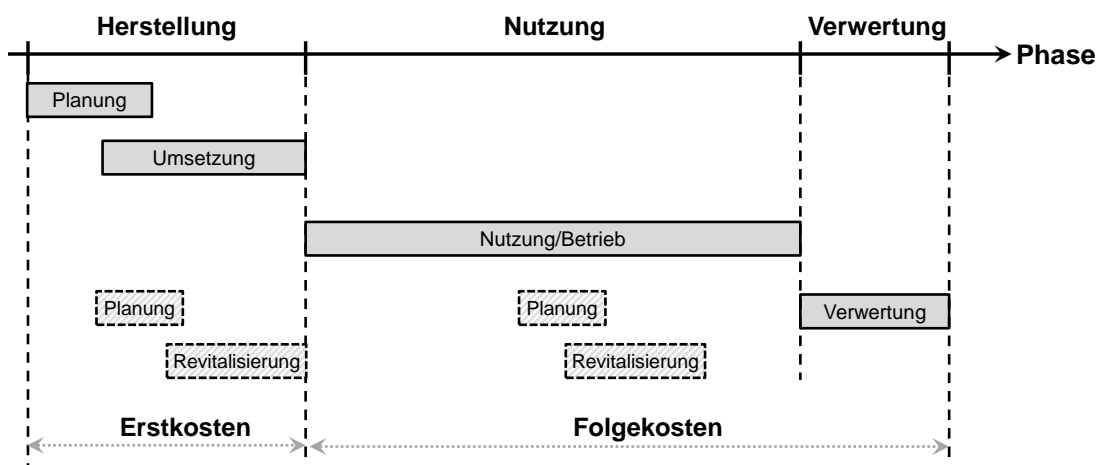 Herstellung Nutzung Verwertung
Phase
Planung
Umsetzung
Nutzung/Betrieb
Planung Planung Verwertung
Revitalisierung Revitalisierung
Erstkosten Folgekosten